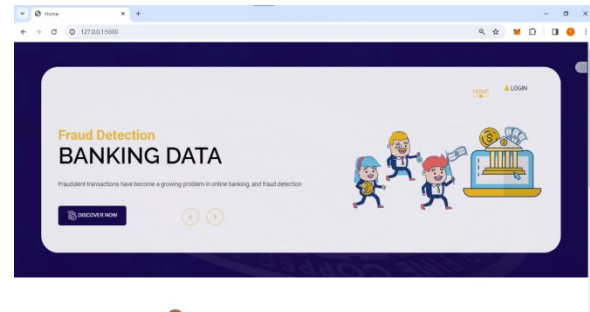 Home
127.0.0.1:5000
HOME
LOGIN
Fraud Detection
BANKING DATA
Fraudulent transactions have become a growing problem in online banking, and fraud detection
DISCOVER NOW